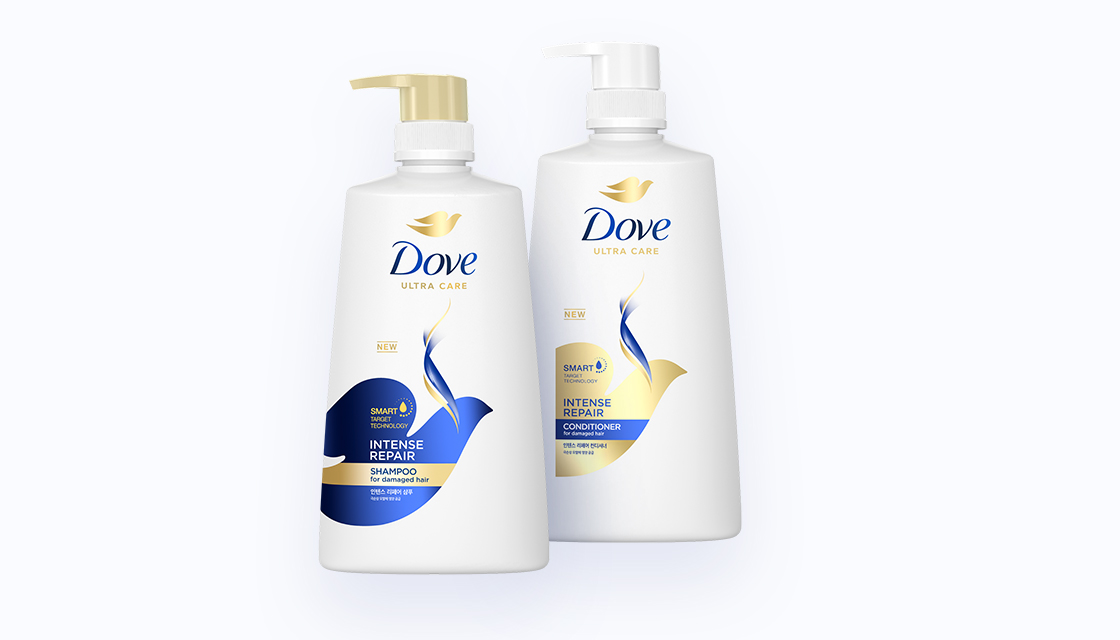 Dove
ULTRA CARE
NEW
SMART
TARGET
TECHNOLOGY
INTENSE
REPAIR
SHAMPOO
for damaged hair
인텐스 리페어 샴푸
Dove
ULTRA CARE
NEW
SMART
TARGET
TECHNOLOGY
INTENSE
REPAIR
CONDITIONER
for damaged hair
인텐스 리페어 컨디셔너